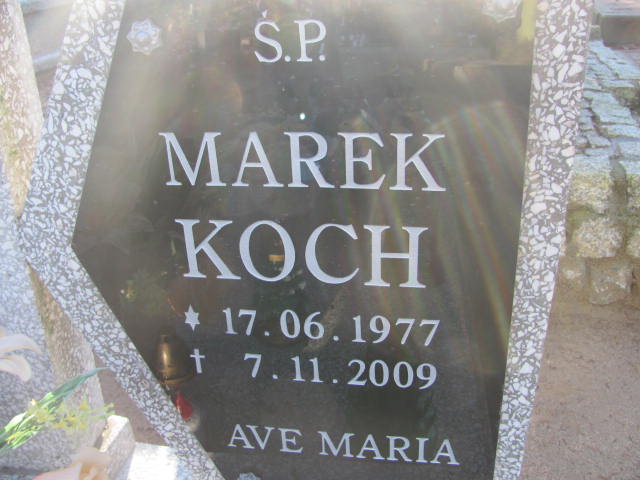 Ś.P.
MAREK
KOCH
* 17.06.1977
† 7.11.2009
AVE MARIA